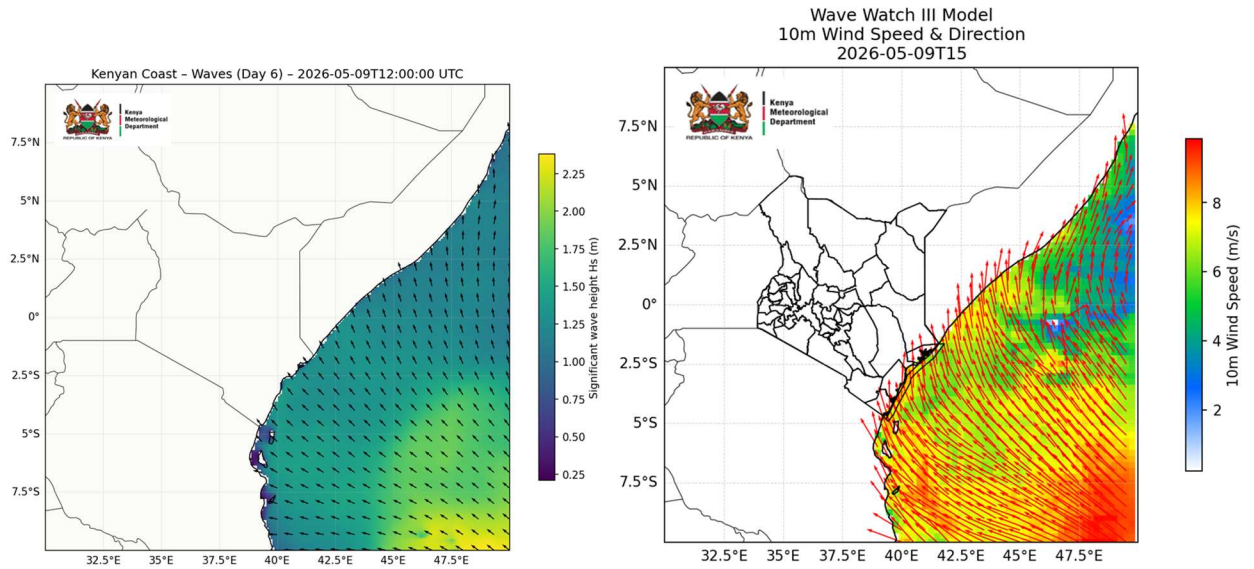 Kenyan Coast – Waves (Day 6) – 2026-05-09T12:00:00 UTC
Kenya
Meteorological
Department
REPUBLIC OF KENYA
7.5°N
5°N
2.5°N
0°
2.5°S
5°S
7.5°S
32.5°E
35°E
37.5°E
40°E
42.5°E
45°E
47.5°E
2.25
2.00
1.75
1.50
1.25
1.00
0.75
0.50
0.25
Significant wave height Hs (m)
Wave Watch III Model
10m Wind Speed & Direction
2026-05-09T15
Kenya
Meteorological
Department
REPUBLIC OF KENYA
7.5°N
5°N
2.5°N
0°
2.5°S
5°S
7.5°S
32.5°E
35°E
37.5°E
40°E
42.5°E
45°E
47.5°E
8
6
4
2
10m Wind Speed (m/s)